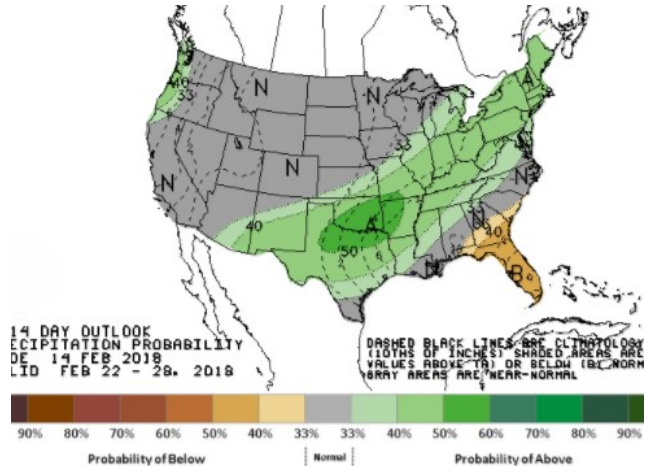 40
33
N
N
33
A
N
N
40
A
50
N
N
33
40
N
B
14 DAY OUTLOOK
ECIPITATION PROBABILITY
DE 14 FEB 2018
LID FEB 22 - 28, 2018
DASHED BLACK LINES ARE CLIMATOLOGY
(10THS OF INCHES) SHADED AREAS ARE
VALUES ABOVE (A) OR BELOW (B) NORM
GRAY AREAS ARE NEAR-NORMAL
90% 80% 70% 60% 50% 40% 33% 33% 40% 50% 60% 70% 80% 90%
Probability of Below Normal Probability of Above